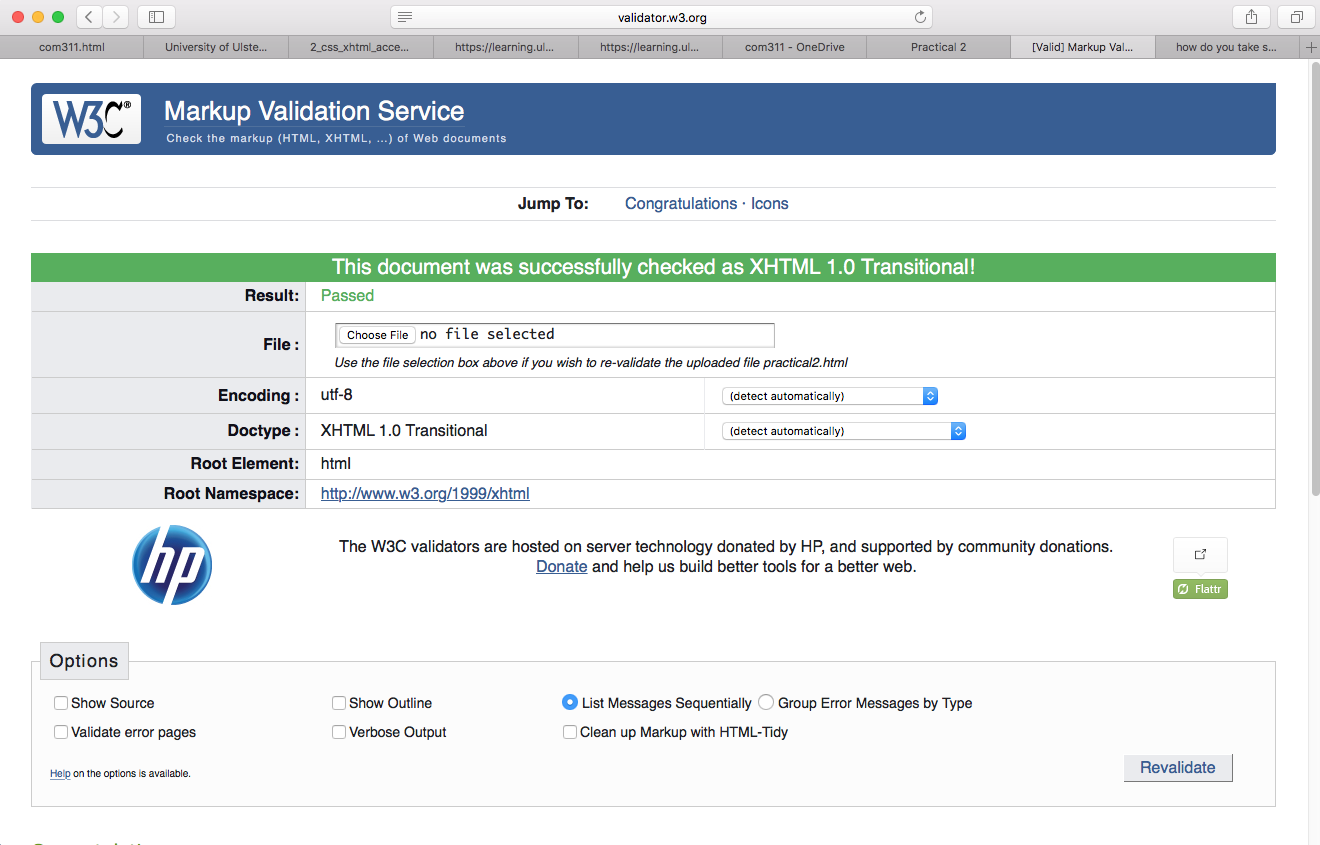 validator.w3.org
com311.html
University of Ulste...
2_css_xhtml_acce...
https://learning.ul...
https://learning.ul...
com311 - OneDrive
Practical 2
[Valid] Markup Val...
how do you take s...
W3C®
Markup Validation Service
Check the markup (HTML, XHTML, ...) of Web documents
Jump To: Congratulations · Icons
This document was successfully checked as XHTML 1.0 Transitional!
Result: Passed
File : Choose File no file selected
Use the file selection box above if you wish to re-validate the uploaded file practical2.html
Encoding : utf-8 (detect automatically)
Doctype : XHTML 1.0 Transitional (detect automatically)
Root Element: html
Root Namespace: http://www.w3.org/1999/xhtml
hp
The W3C validators are hosted on server technology donated by HP, and supported by community donations.
Donate and help us build better tools for a better web.
Flattr
Options
Show Source Show Outline List Messages Sequentially Group Error Messages by Type
Validate error pages Verbose Output Clean up Markup with HTML-Tidy
Help on the options is available.
Revalidate